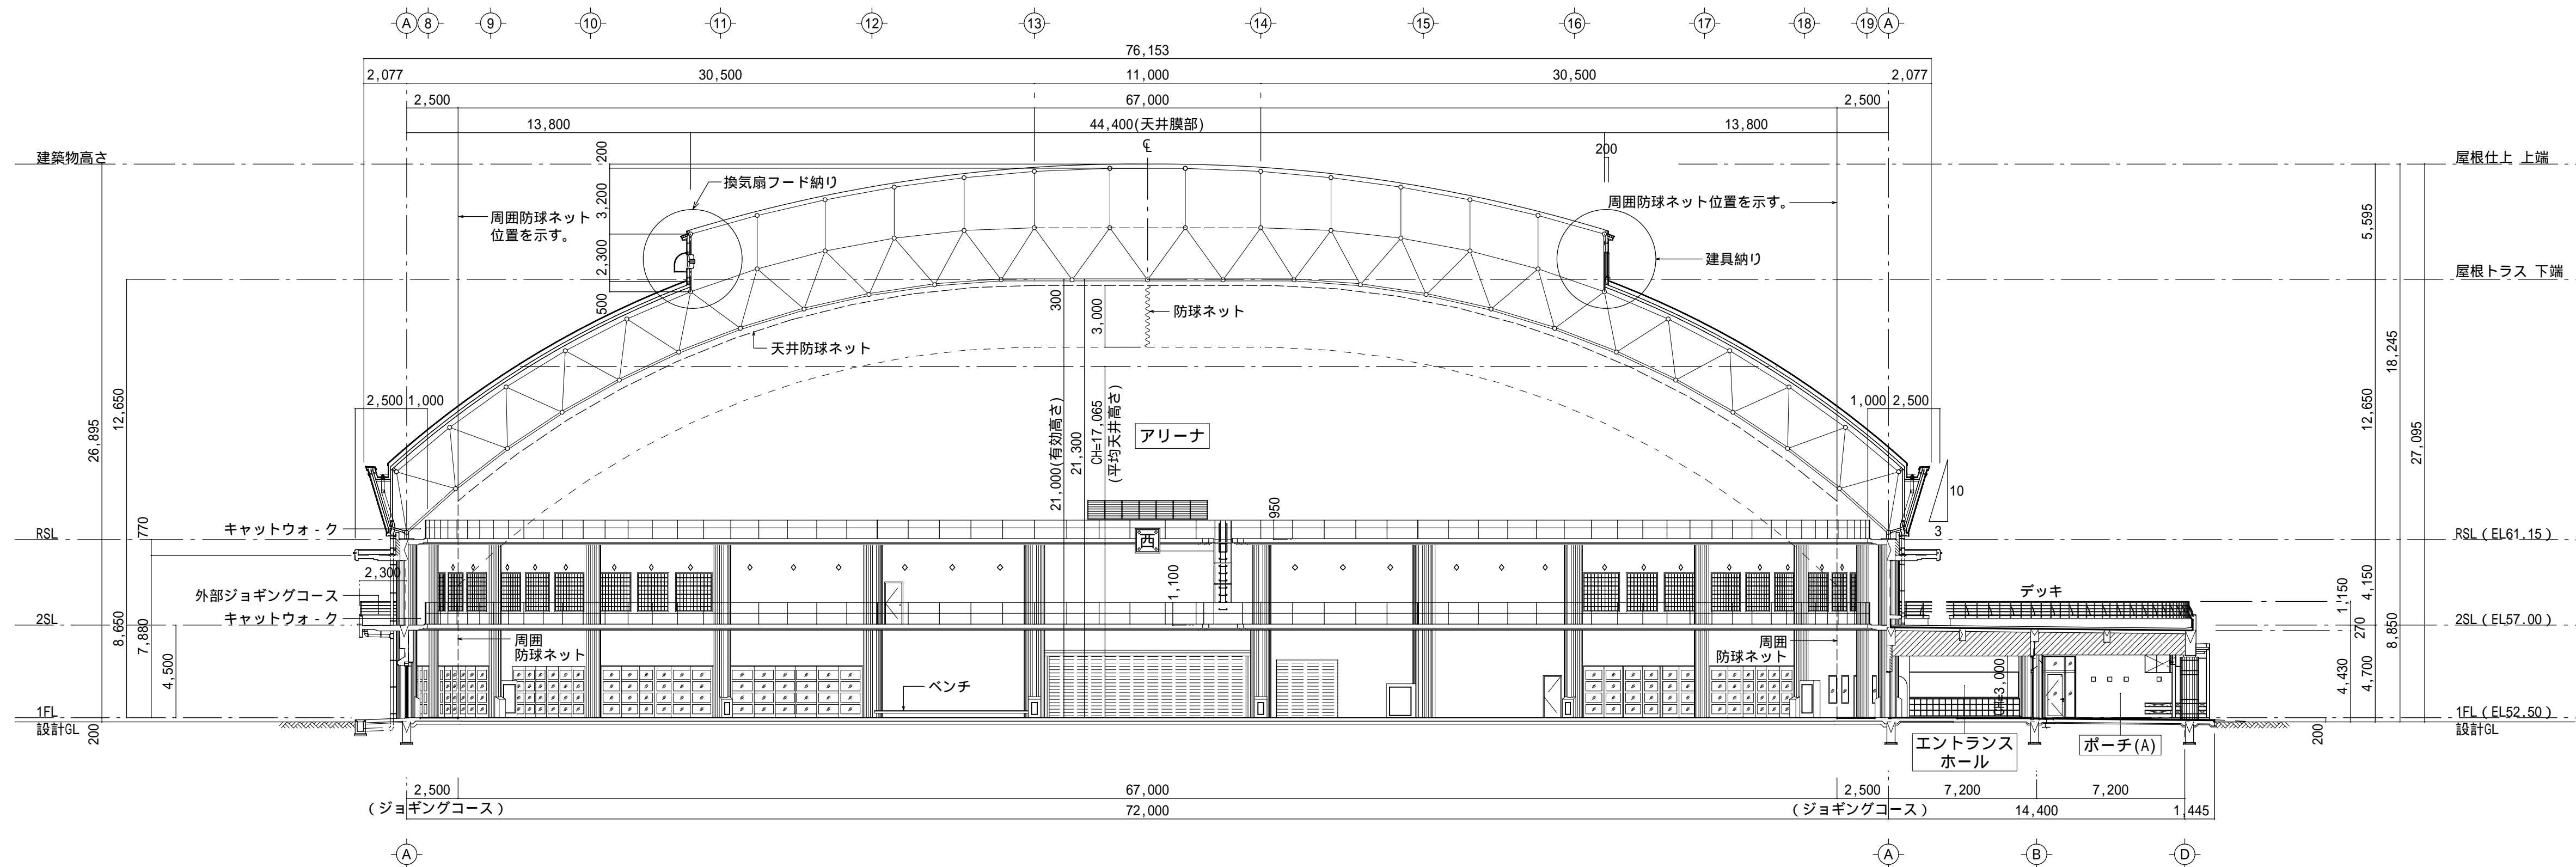 A 8 9 10 11 12 13 14 15 16 17 18 19 A
76,153
2,077 30,500 11,000 30,500 2,077
2,500 67,000 2,500
13,800 44,400(天井膜部) 13,800
℄
200
200
建築物高さ
屋根仕上 上端
換気扇フード納り
3,200
周囲防球ネット
位置を示す。
周囲防球ネット位置を示す。
5,595
2,300
建具納り
屋根トラス 下端
500
300
3,000
防球ネット
天井防球ネット
18,245
12,650
26,895
2,500 1,000
1,000 2,500
12,650
27,095
21,000(有効高さ)
21,300
CH=17,065
(平均天井高さ)
アリーナ
10
3
950
770
キャットウォ-ク
RSL
RSL(EL61.15)
西
2,300
外部ジョギングコース
キャットウォ-ク
1,100
デッキ
1,150
4,150
2SL
2SL(EL57.00)
8,650
7,880
4,500
周囲
防球ネット
周囲
防球ネット
270
8,850
4,430
4,700
ベンチ
CH=3,000
1FL
1FL(EL52.50)
設計GL
設計GL
200
200
エントランス
ホール
ポーチ(A)
2,500 67,000 2,500 7,200 7,200
(ジョギングコース) (ジョギングコース)
72,000 14,400 1,445
A A B D